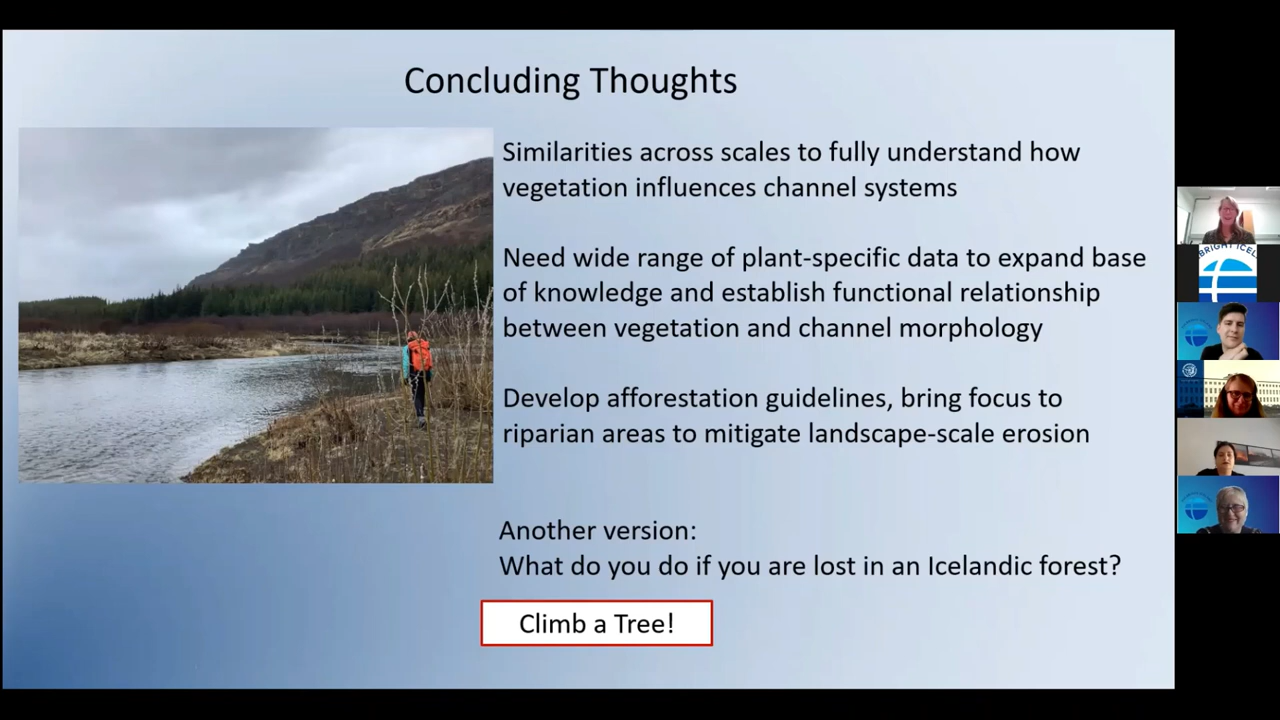 Concluding Thoughts
Similarities across scales to fully understand how
vegetation influences channel systems
Need wide range of plant-specific data to expand base
of knowledge and establish functional relationship
between vegetation and channel morphology
Develop afforestation guidelines, bring focus to
riparian areas to mitigate landscape-scale erosion
Another version:
What do you do if you are lost in an Icelandic forest?
Climb a Tree!